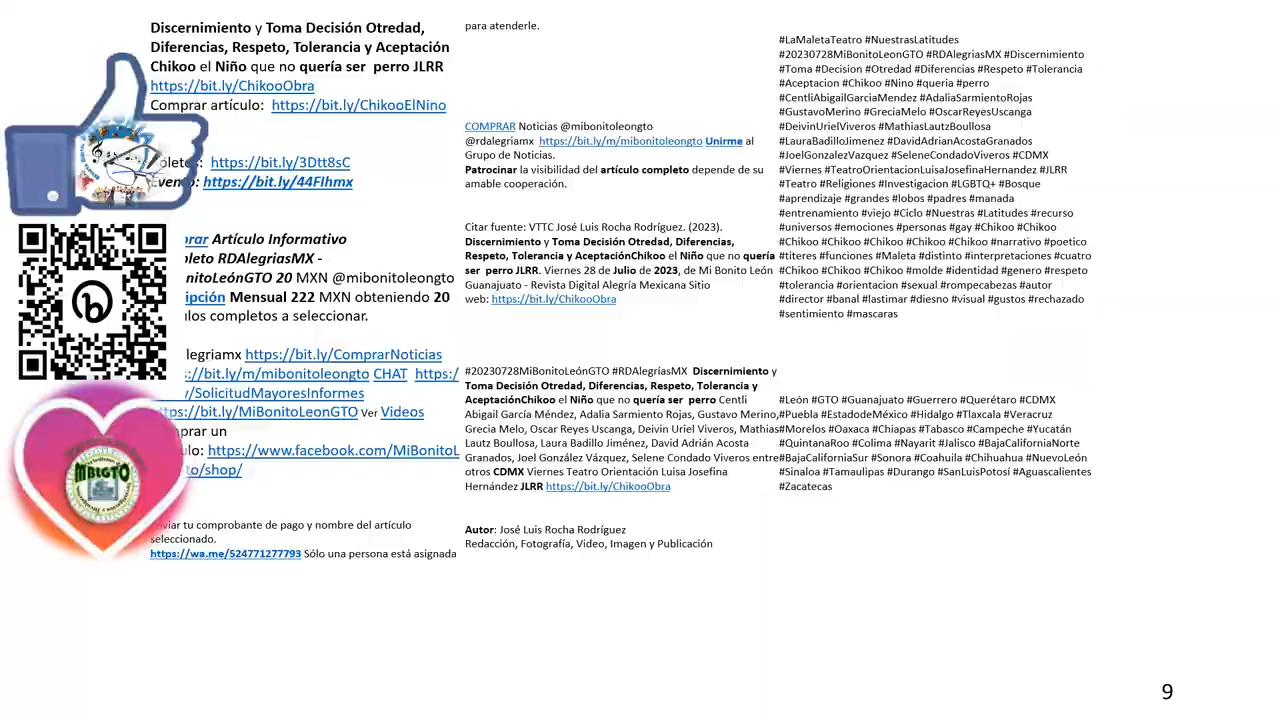 Discernimiento y Toma Decisión Otredad,
Diferencias, Respeto, Tolerancia y Aceptación
Chikoo el Niño que no quería ser perro JLRR
https://bit.ly/ChikooObra
Comprar artículo: https://bit.ly/ChikooElNino
https://bit.ly/3Dtt8sC
https://bit.ly/44FIhmx
Artículo Informativo
RDAlegriasMX -
20 MXN @mibonitoleongto
Mensual 222 MXN obteniendo 20
completos a seleccionar.
https://bit.ly/ComprarNoticias
CHAT https:/
/SolicitudMayoresInformes
https://bit.ly/MiBonitoLeonGTO Ver Videos
un
https://www.facebook.com/MiBonitoL
/shop/
tu comprobante de pago y nombre del artículo
seleccionado.
https://wa.me/524771277793 Sólo una persona está asignada
para atenderle.
COMPRAR Noticias @mibonitoleongto
@rdalegriamx https://bit.ly/m/mibonitoleongto Unirme al
Grupo de Noticias.
Patrocinar la visibilidad del artículo completo depende de su
amable cooperación.
Citar fuente: VTTC José Luis Rocha Rodríguez. (2023).
Discernimiento y Toma Decisión Otredad, Diferencias,
Respeto, Tolerancia y AceptaciónChikoo el Niño que no quería
ser perro JLRR. Viernes 28 de Julio de 2023, de Mi Bonito León
Guanajuato - Revista Digital Alegría Mexicana Sitio
web: https://bit.ly/ChikooObra
#20230728MiBonitoLeónGTO #RDAlegríasMX Discernimiento y
Toma Decisión Otredad, Diferencias, Respeto, Tolerancia y
AceptaciónChikoo el Niño que no quería ser perro Centli
Abigail García Méndez, Adalia Sarmiento Rojas, Gustavo Merino,
Grecia Melo, Oscar Reyes Uscanga, Deivin Uriel Viveros, Mathias
Lautz Boullosa, Laura Badillo Jiménez, David Adrián Acosta
Granados, Joel González Vázquez, Selene Condado Viveros entre
otros CDMX Viernes Teatro Orientación Luisa Josefina
Hernández JLRR https://bit.ly/ChikooObra
Autor: José Luis Rocha Rodríguez
Redacción, Fotografía, Video, Imagen y Publicación
#LaMaletaTeatro #NuestrasLatitudes
#20230728MiBonitoLeonGTO #RDAlegriasMX #Discernimiento
#Toma #Decision #Otredad #Diferencias #Respeto #Tolerancia
#Aceptacion #Chikoo #Nino #queria #perro
#CentliAbigailGarciaMendez #AdaliaSarmientoRojas
#GustavoMerino #GreciaMelo #OscarReyesUscanga
#DeivinUrielViveros #MathiasLautzBoullosa
#LauraBadilloJimenez #DavidAdrianAcostaGranados
#JoelGonzalezVazquez #SeleneCondadoViveros #CDMX
#Viernes #TeatroOrientacionLuisaJosefinaHernandez #JLRR
#Teatro #Religiones #Investigacion #LGBTQ+ #Bosque
#aprendizaje #grandes #lobos #padres #manada
#entrenamiento #viejo #Ciclo #Nuestras #Latitudes #recurso
#universos #emociones #personas #gay #Chikoo #Chikoo
#Chikoo #Chikoo #Chikoo #Chikoo #Chikoo #narrativo #poetico
#titeres #funciones #Maleta #distinto #interpretaciones #cuatro
#Chikoo #Chikoo #Chikoo #molde #identidad #genero #respeto
#tolerancia #orientacion #sexual #rompecabezas #autor
#director #banal #lastimar #diesno #visual #gustos #rechazado
#sentimiento #mascaras
#León #GTO #Guanajuato #Guerrero #Querétaro #CDMX
#Puebla #EstadodeMéxico #Hidalgo #Tlaxcala #Veracruz
#Morelos #Oaxaca #Chiapas #Tabasco #Campeche #Yucatán
#QuintanaRoo #Colima #Nayarit #Jalisco #BajaCaliforniaNorte
#BajaCaliforniaSur #Sonora #Coahuila #Chihuahua #NuevoLeón
#Sinaloa #Tamaulipas #Durango #SanLuisPotosí #Aguascalientes
#Zacatecas
MBlGTO
9